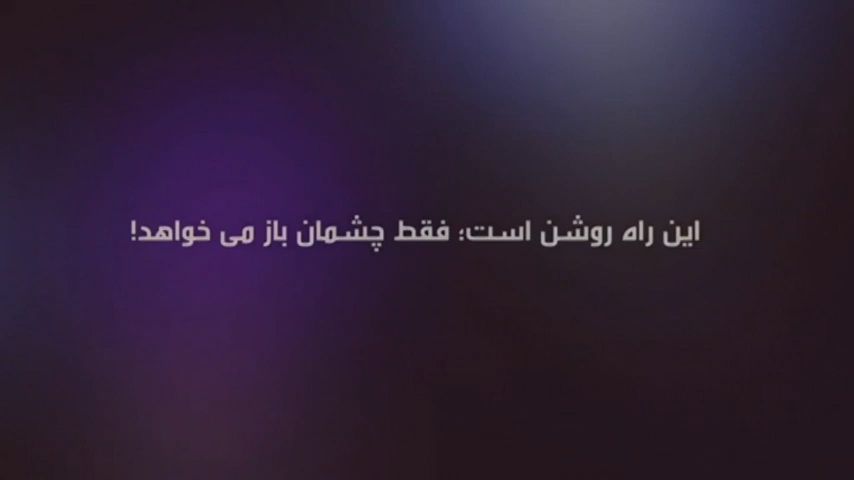 این راه روشن است؛ فقط چشمان باز می خواهد!